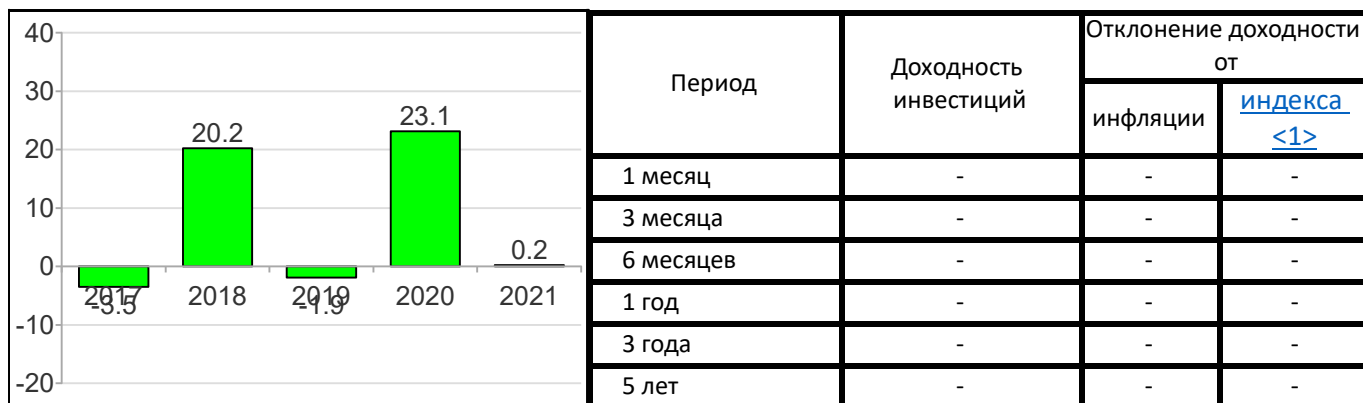 40
30
20
10
0
-10
-20
20.2
23.1
0.2
-3.5
-1.9
2017
2018
2019
2020
2021
Период
Доходность
инвестиций
Отклонение доходности
от
инфляции
индекса
<1>
1 месяц - - -
3 месяца - - -
6 месяцев - - -
1 год - - -
3 года - - -
5 лет - - -